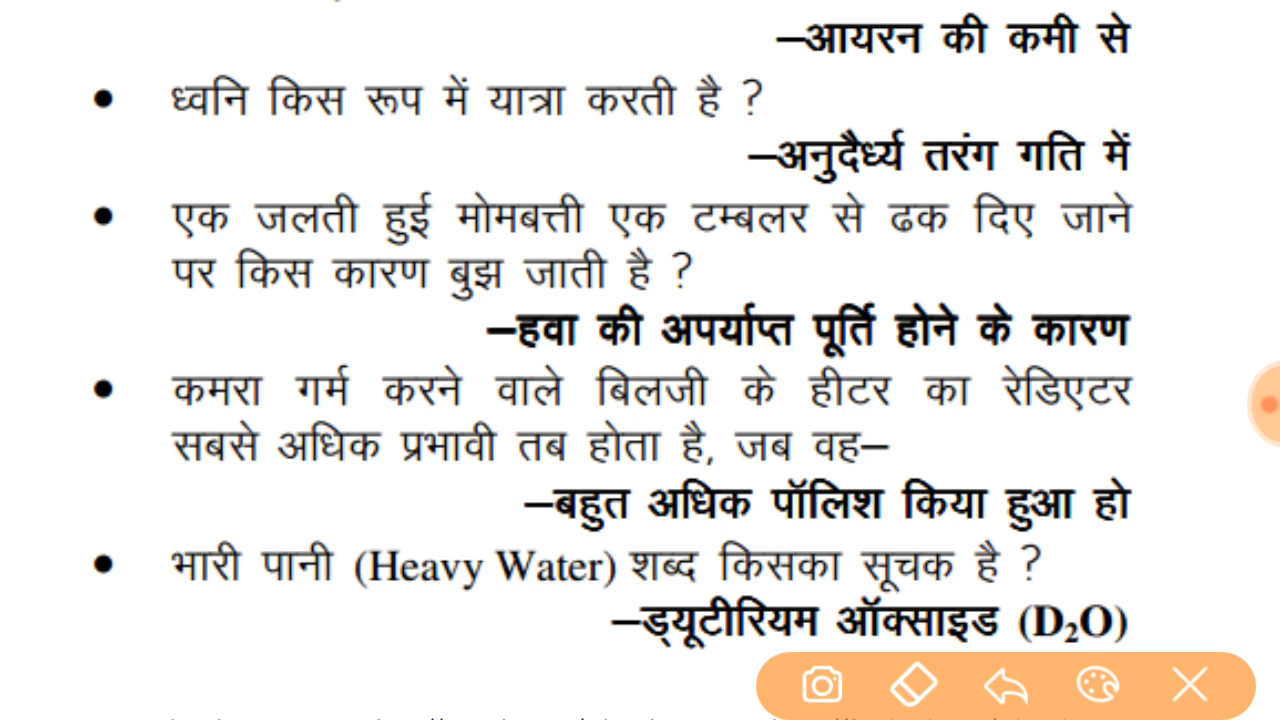 –आयरन की कमी से
• ध्वनि किस रूप में यात्रा करती है ?
–अनुदैर्ध्य तरंग गति में
• एक जलती हुई मोमबत्ती एक टम्बलर से ढक दिए जाने
पर किस कारण बुझ जाती है ?
–हवा की अपर्याप्त पूर्ति होने के कारण
• कमरा गर्म करने वाले बिलजी के हीटर का रेडिएटर
सबसे अधिक प्रभावी तब होता है, जब वह–
–बहुत अधिक पॉलिश किया हुआ हो
• भारी पानी (Heavy Water) शब्द किसका सूचक है ?
–ड्यूटीरियम ऑक्साइड (D₂O)